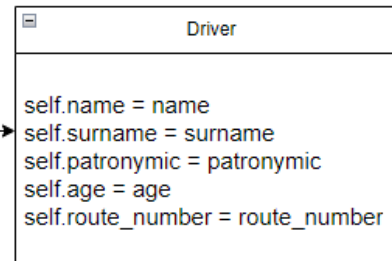 Driver
self.name = name
self.surname = surname
self.patronymic = patronymic
self.age = age
self.route_number = route_number